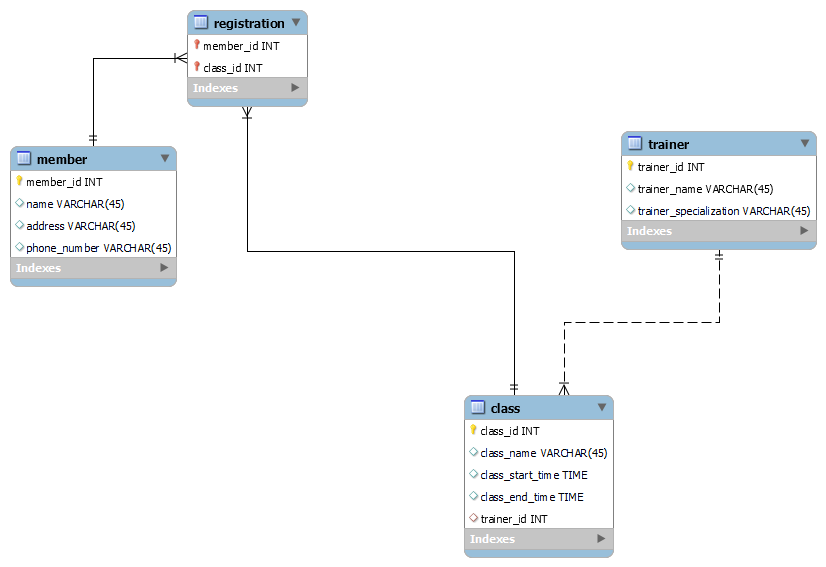 registration
member_id INT
class_id INT
Indexes
member
member_id INT
name VARCHAR(45)
address VARCHAR(45)
phone_number VARCHAR(45)
Indexes
trainer
trainer_id INT
trainer_name VARCHAR(45)
trainer_specialization VARCHAR(45)
Indexes
class
class_id INT
class_name VARCHAR(45)
class_start_time TIME
class_end_time TIME
trainer_id INT
Indexes